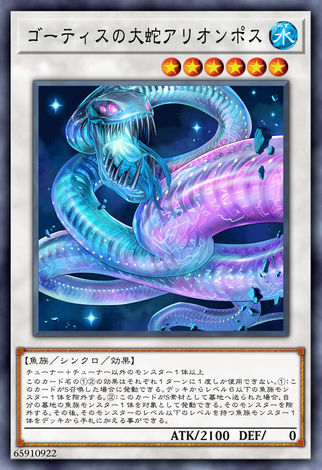 ゴーティスの大蛇アリオンポス
水
【魚族/シンクロ/効果】
チューナー+チューナー以外のモンスター1体以上
このカード名の①②の効果はそれぞれ1ターンに1度しか使用できない。①:こ
のカードがS召喚した場合に発動できる。デッキからレベル6以下の魚族モンス
ター1体を除外する。②:このカードがS素材として墓地へ送られた場合、自
分の墓地の魚族モンスター1体を対象として発動できる。そのモンスターを除
外する。その後、そのモンスターのレベル以下のレベルを持つ魚族モンスター1
体をデッキから手札に加える事ができる。
ATK/2100 DEF/ 0
65910922